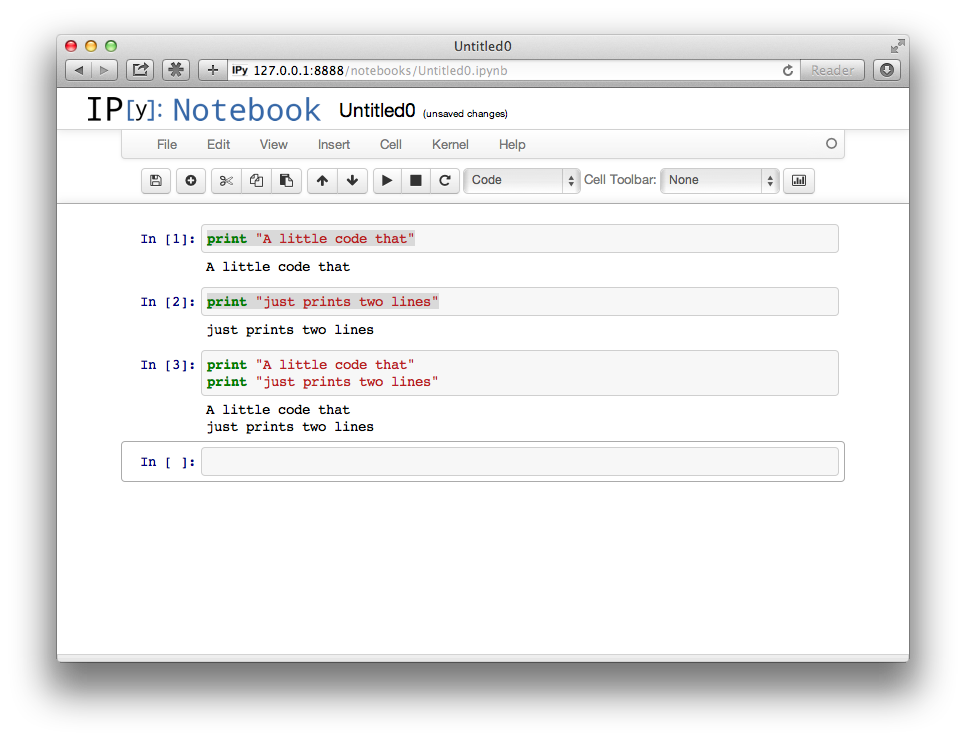 Untitled0
IPy 127.0.0.1:8888/notebooks/Untitled0.ipynb Reader
IP[y]: Notebook Untitled0 (unsaved changes)
File Edit View Insert Cell Kernel Help
Code Cell Toolbar: None
In [1]: print "A little code that"
A little code that
In [2]: print "just prints two lines"
just prints two lines
In [3]: print "A little code that"
print "just prints two lines"
A little code that
just prints two lines
In [ ]: